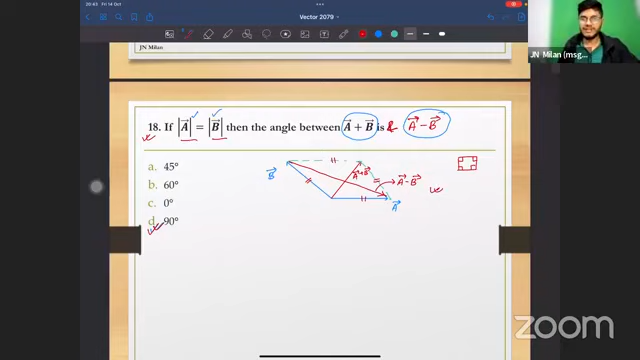 20:43 Fri 14 Oct
Vector 2079
JN Milan
JN Milan (msg...
18. If |A⃗| = |B⃗| then the angle between A⃗ + B⃗ is & A⃗ - B⃗
a. 45°
b. 60°
c. 0°
d. 90°
B⃗
A⃗+B⃗
A⃗ - B⃗
A⃗
zoom